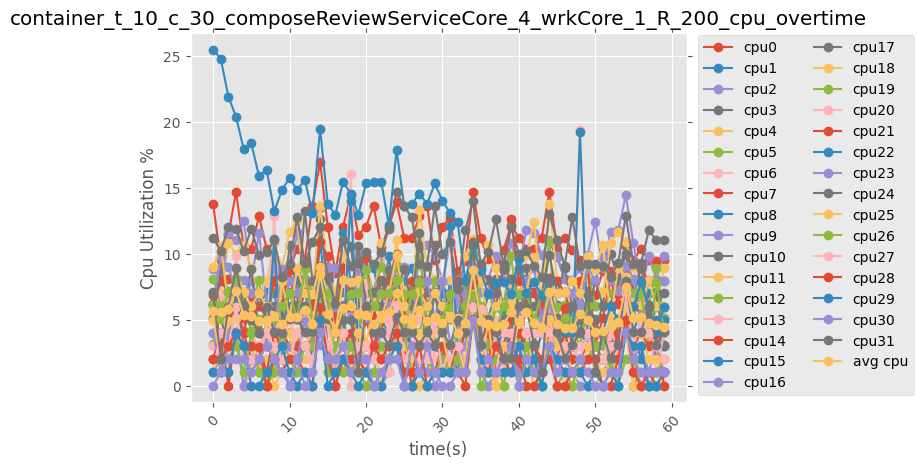 container_t_10_c_30_composeReviewServiceCore_4_wrkCore_1_R_200_cpu_overtime
Cpu Utilization %
25
20
15
10
5
0
0 10 20 30 40 50 60
time(s)
cpu0
cpu1
cpu2
cpu3
cpu4
cpu5
cpu6
cpu7
cpu8
cpu9
cpu10
cpu11
cpu12
cpu13
cpu14
cpu15
cpu16
cpu17
cpu18
cpu19
cpu20
cpu21
cpu22
cpu23
cpu24
cpu25
cpu26
cpu27
cpu28
cpu29
cpu30
cpu31
avg cpu